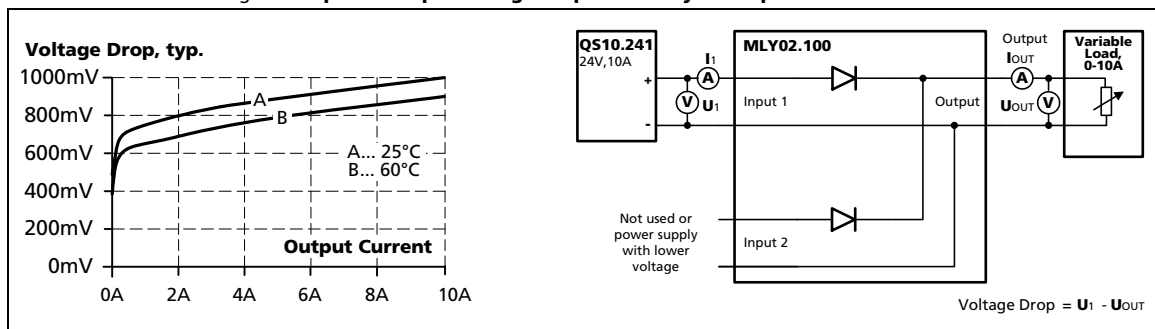 Voltage Drop, typ.
1000mV
800mV
600mV
400mV
200mV
0mV
A
B
A... 25°C
B... 60°C
Output Current
0A 2A 4A 6A 8A 10A
QS10.241
24V,10A
+
-
I1
A
V U1
MLY02.100
Input 1
Output
Input 2
Not used or
power supply
with lower
voltage
Output
IOUT
A
UOUT V
Variable
Load,
0-10A
Voltage Drop = U1 - UOUT